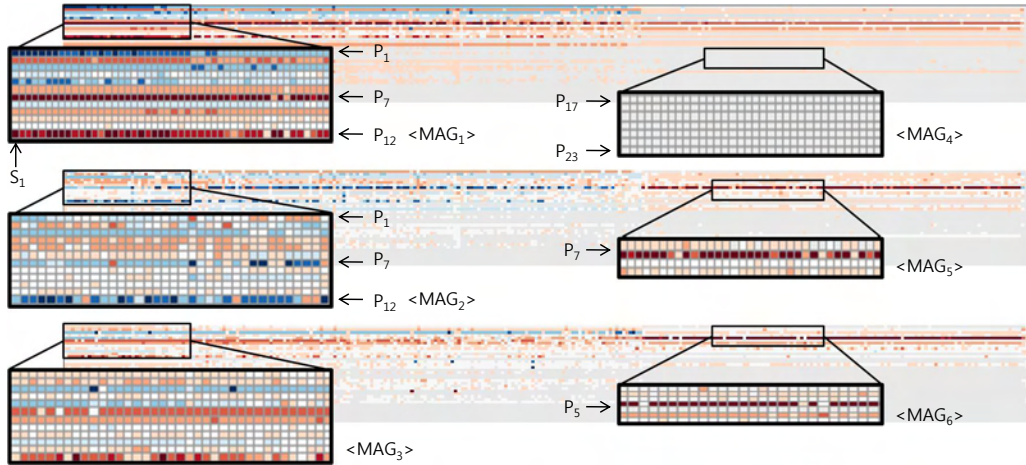 P1
P7
P12 <MAG1>
S1
P17
P23
<MAG4>
P1
P7
P12 <MAG2>
P7
<MAG5>
<MAG3>
P5
<MAG6>